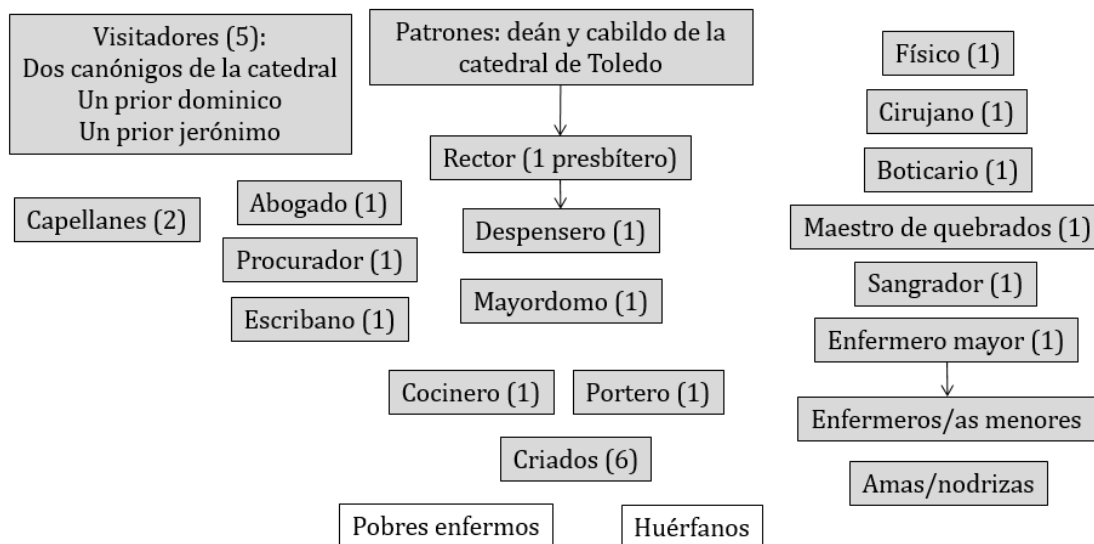 Visitadores (5):
Dos canónigos de la catedral
Un prior dominico
Un prior jerónimo
Patrones: deán y cabildo de la
catedral de Toledo
Rector (1 presbítero)
Despensero (1)
Mayordomo (1)
Capellanes (2)
Abogado (1)
Procurador (1)
Escribano (1)
Cocinero (1)
Portero (1)
Criados (6)
Pobres enfermos
Huérfanos
Físico (1)
Cirujano (1)
Boticario (1)
Maestro de quebrados (1)
Sangrador (1)
Enfermero mayor (1)
Enfermeros/as menores
Amas/nodrizas